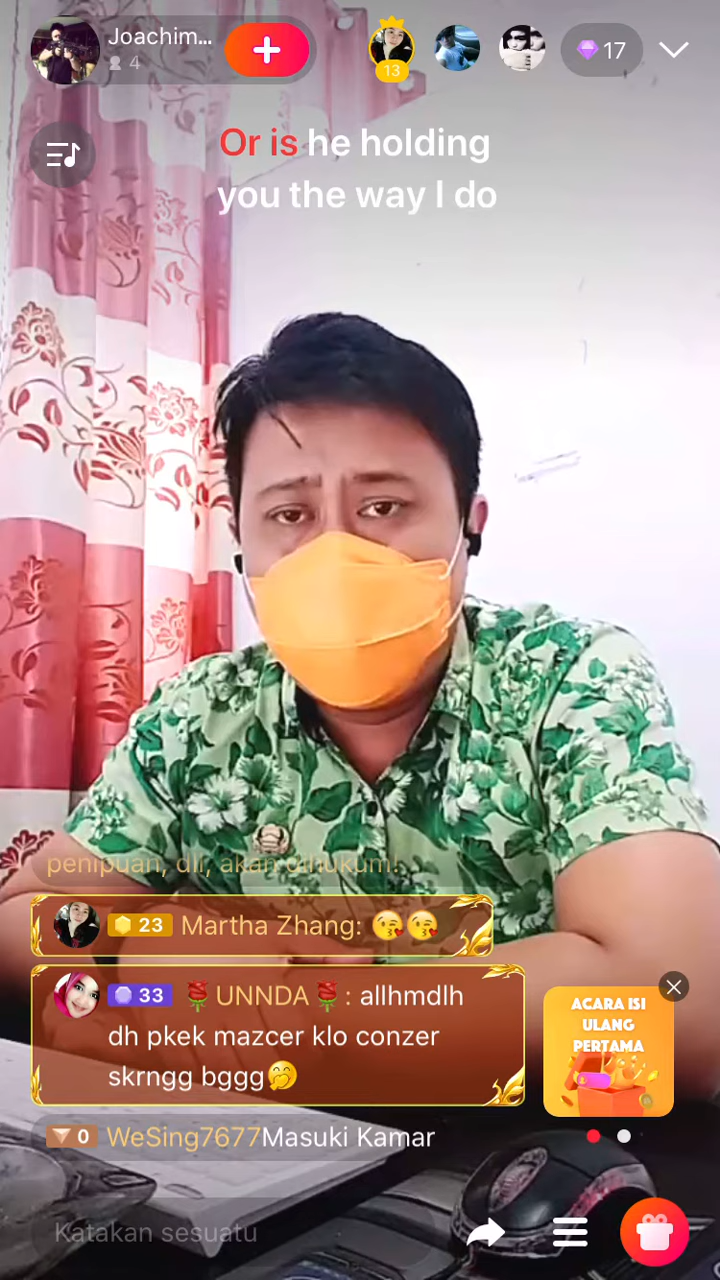 Joachim...
4
13
17
Or is he holding
you the way I do
penipuan, dll, akan dihukum!
23 Martha Zhang: 😘😘
33 🌹UNNDA🌹: allhmdlh
dh pkek mazcer klo conzer
skrngg bggg🤭
ACARA ISI
ULANG
PERTAMA
0 WeSing7677Masuki Kamar
Katakan sesuatu